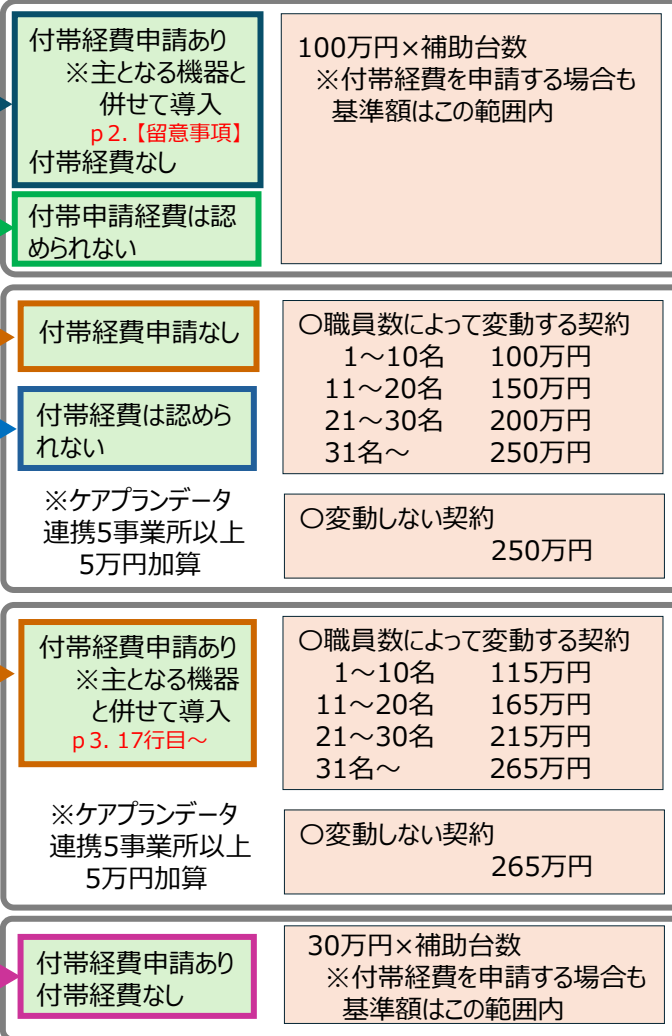 付帯経費申請あり
※主となる機器と
併せて導入
p 2.【留意事項】
付帯経費なし
付帯申請経費は認
められない
100万円×補助台数
※付帯経費を申請する場合も
基準額はこの範囲内
付帯経費申請なし
付帯経費は認めら
れない
※ケアプランデータ
連携5事業所以上
5万円加算
〇職員数によって変動する契約
1～10名 100万円
11～20名 150万円
21～30名 200万円
31名～ 250万円
〇変動しない契約
250万円
付帯経費申請あり
※主となる機器
と併せて導入
p 3. 17行目～
※ケアプランデータ
連携5事業所以上
5万円加算
〇職員数によって変動する契約
1～10名 115万円
11～20名 165万円
21～30名 215万円
31名～ 265万円
〇変動しない契約
265万円
付帯経費申請あり
付帯経費なし
30万円×補助台数
※付帯経費を申請する場合も
基準額はこの範囲内